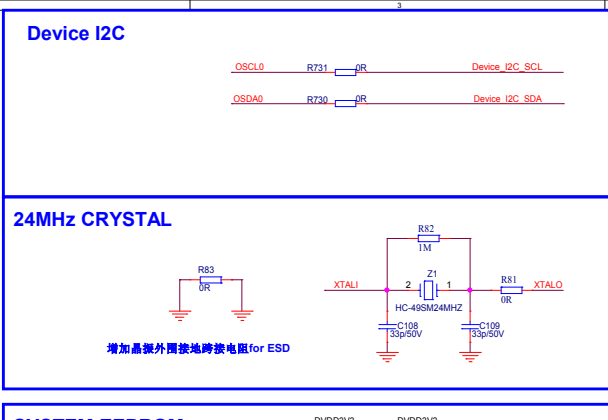 3
Device I2C
OSCL0 R731 0R Device_I2C_SCL
OSDA0 R730 0R Device_I2C_SDA
24MHz CRYSTAL
R82
1M
R83
0R
XTALI 2 Z1 1 R81 XTALO
0R
HC-49SM24MHZ
C108 C109
33p/50V 33p/50V
增加晶振外围接地跨接电阻for ESD
SYSTEM EEPROM